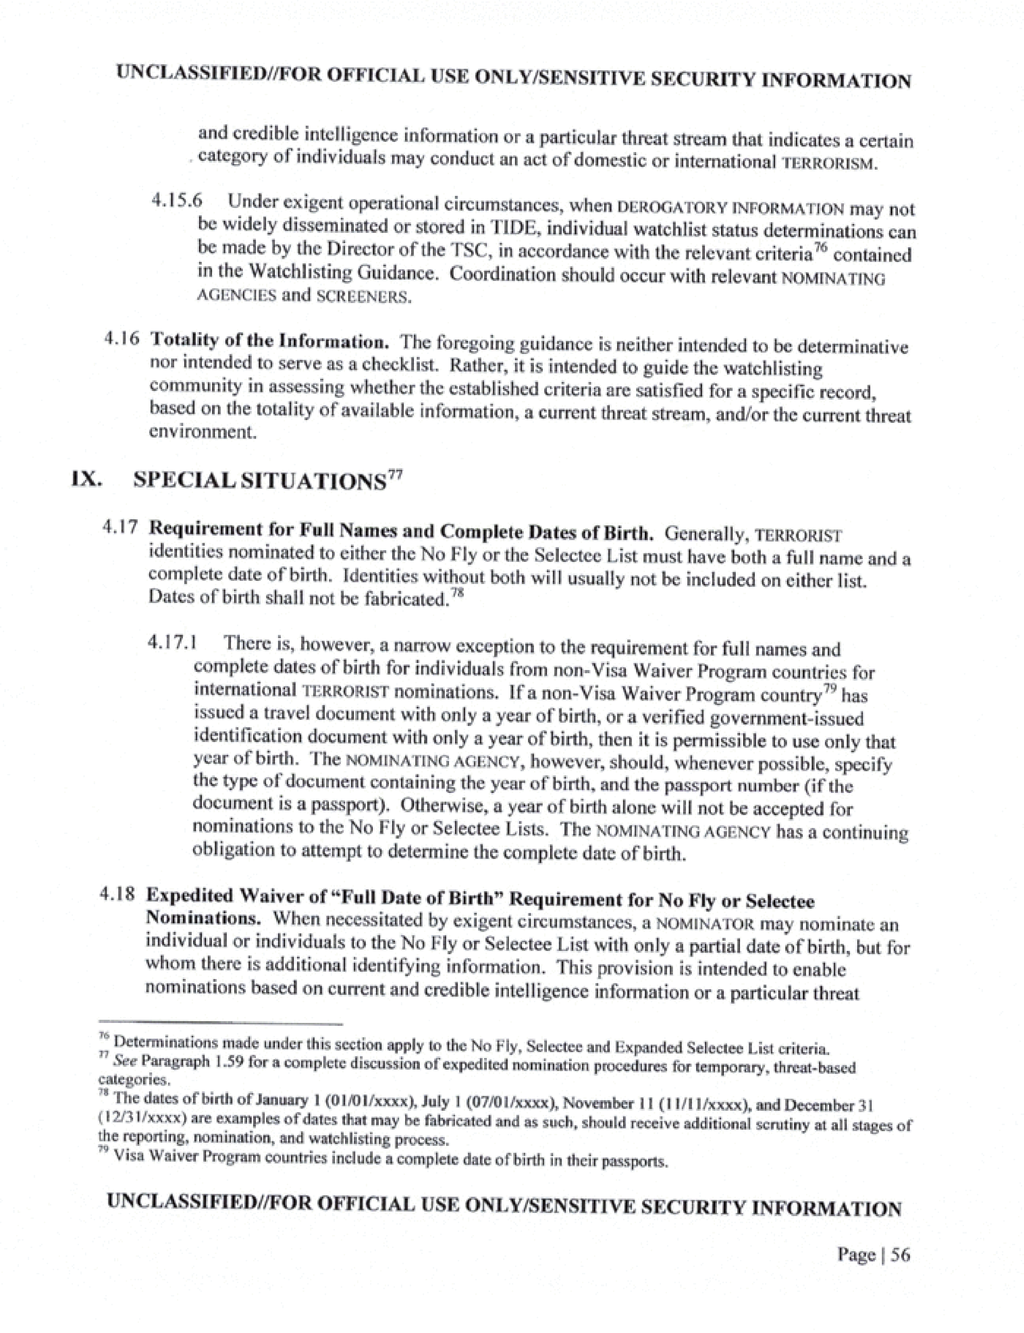 UNCLASSIFIED//FOR OFFICIAL USE ONLY/SENSITIVE SECURITY INFORMATION
and credible intelligence information or a particular threat stream that indicates a certain
category of individuals may conduct an act of domestic or international TERRORISM.
4.15.6 Under exigent operational circumstances, when DEROGATORY INFORMATION may not
be widely disseminated or stored in TIDE, individual watchlist status determinations can
be made by the Director of the TSC, in accordance with the relevant criteria76 contained
in the Watchlisting Guidance. Coordination should occur with relevant NOMINATING
AGENCIES and SCREENERS.
4.16 Totality of the Information. The foregoing guidance is neither intended to be determinative
nor intended to serve as a checklist. Rather, it is intended to guide the watchlisting
community in assessing whether the established criteria are satisfied for a specific record,
based on the totality of available information, a current threat stream, and/or the current threat
environment.
IX. SPECIAL SITUATIONS77
4.17 Requirement for Full Names and Complete Dates of Birth. Generally, TERRORIST
identities nominated to either the No Fly or the Selectee List must have both a full name and a
complete date of birth. Identities without both will usually not be included on either list.
Dates of birth shall not be fabricated.78
4.17.1 There is, however, a narrow exception to the requirement for full names and
complete dates of birth for individuals from non-Visa Waiver Program countries for
international TERRORIST nominations. If a non-Visa Waiver Program country79 has
issued a travel document with only a year of birth, or a verified government-issued
identification document with only a year of birth, then it is permissible to use only that
year of birth. The NOMINATING AGENCY, however, should, whenever possible, specify
the type of document containing the year of birth, and the passport number (if the
document is a passport). Otherwise, a year of birth alone will not be accepted for
nominations to the No Fly or Selectee Lists. The NOMINATING AGENCY has a continuing
obligation to attempt to determine the complete date of birth.
4.18 Expedited Waiver of “Full Date of Birth” Requirement for No Fly or Selectee
Nominations. When necessitated by exigent circumstances, a NOMINATOR may nominate an
individual or individuals to the No Fly or Selectee List with only a partial date of birth, but for
whom there is additional identifying information. This provision is intended to enable
nominations based on current and credible intelligence information or a particular threat
76 Determinations made under this section apply to the No Fly, Selectee and Expanded Selectee List criteria.
77 See Paragraph 1.59 for a complete discussion of expedited nomination procedures for temporary, threat-based
categories.
78 The dates of birth of January 1 (01/01/xxxx), July 1 (07/01/xxxx), November 11 (11/11/xxxx), and December 31
(12/31/xxxx) are examples of dates that may be fabricated and as such, should receive additional scrutiny at all stages of
the reporting, nomination, and watchlisting process.
79 Visa Waiver Program countries include a complete date of birth in their passports.
UNCLASSIFIED//FOR OFFICIAL USE ONLY/SENSITIVE SECURITY INFORMATION
Page | 56